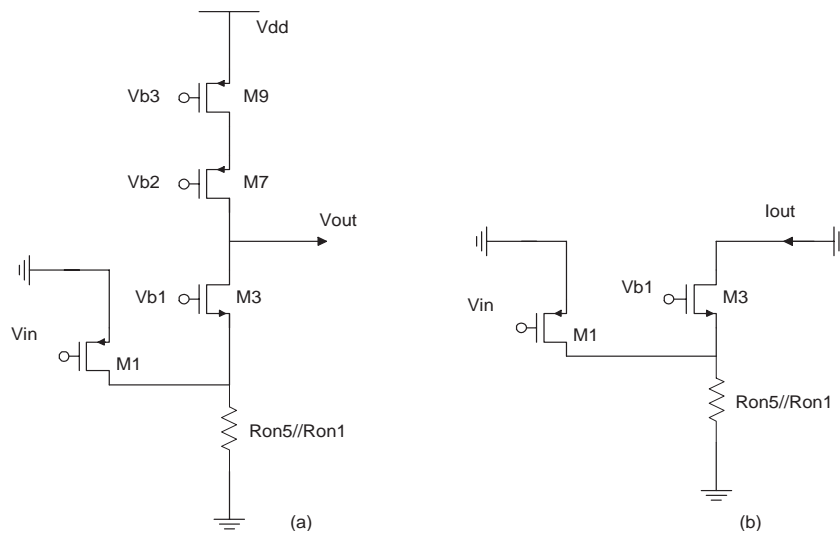 Vdd
Vb3
M9
Vb2
M7
Vout
Vb1
M3
Vin
M1
Ron5//Ron1
(a)
Iout
Vb1
M3
Vin
M1
Ron5//Ron1
(b)